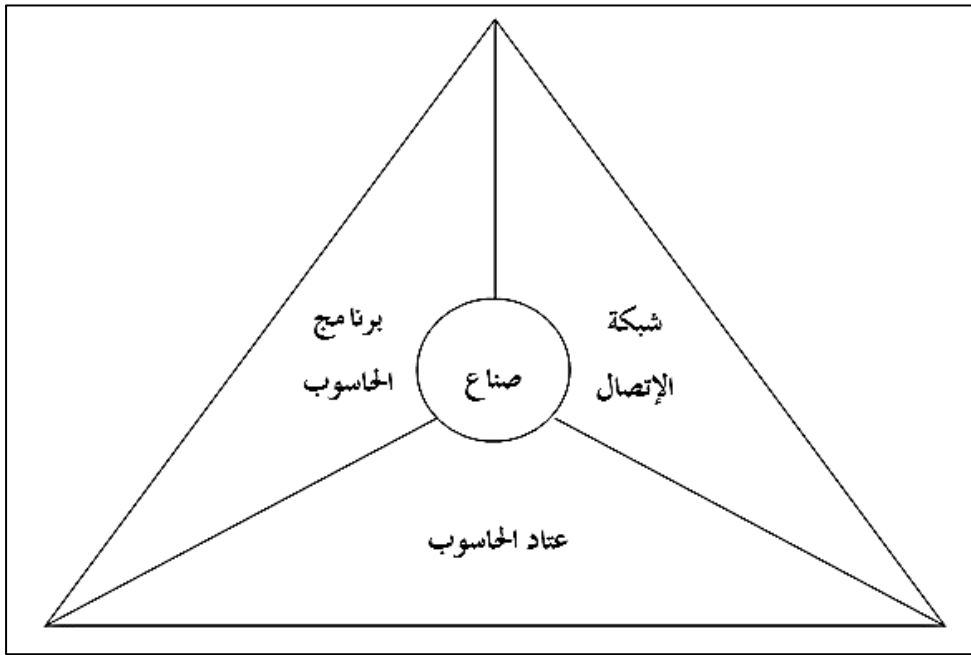 شبكة
الإتصال
برنامج
الحاسوب
صناع
عتاد الحاسوب